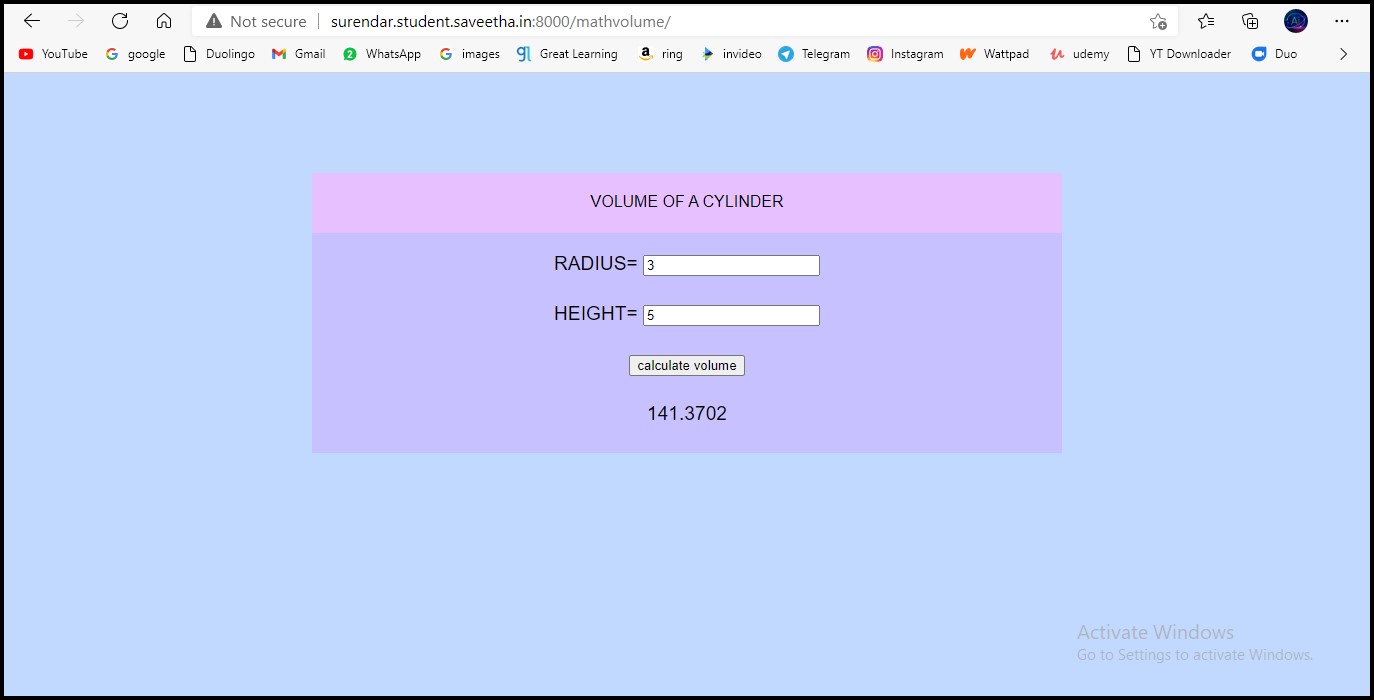 Not secure surendar.student.saveetha.in:8000/mathvolume/
YouTube google Duolingo Gmail 2 WhatsApp images gl Great Learning a ring invideo Telegram Instagram Wattpad udemy YT Downloader Duo
VOLUME OF A CYLINDER
RADIUS= 3
HEIGHT= 5
calculate volume
141.3702
Activate Windows
Go to Settings to activate Windows.